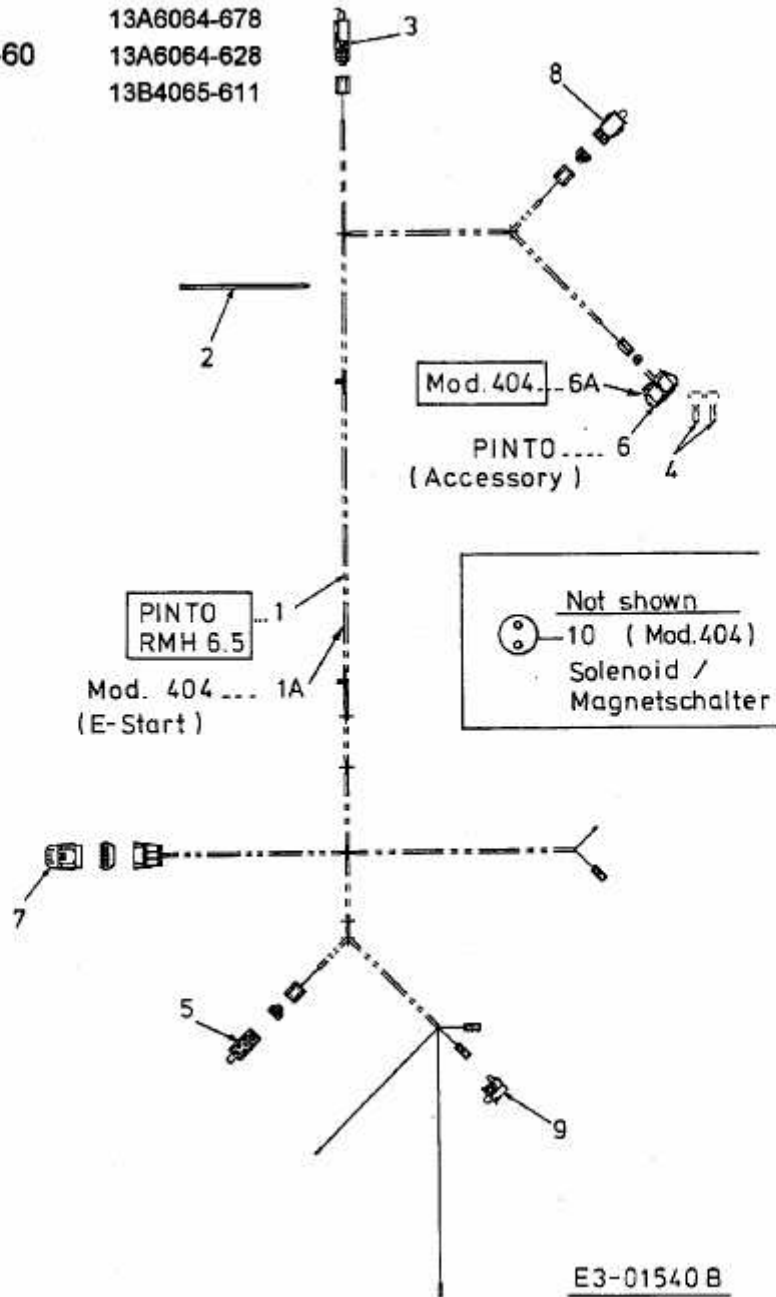 13A6064-678
-60 13A6064-628
13B4065-611
3
8
2
Mod. 404 6A
PINTO .... 6
(Accessory)
4
PINTO ... 1
RMH 6.5
Mod. 404 ---- 1A
(E-Start)
Not shown
10 (Mod. 404)
Solenoid /
Magnetschalter
7
5
9
E3-01540 B